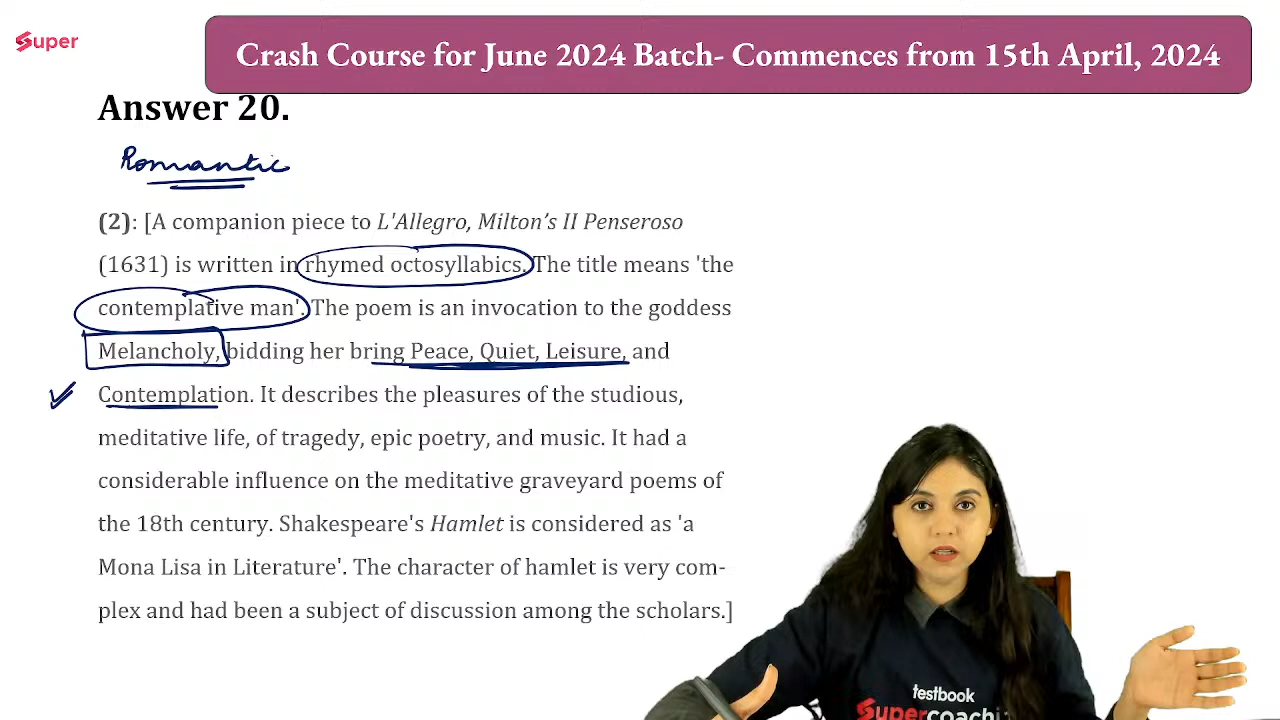 Super
Crash Course for June 2024 Batch- Commences from 15th April, 2024
Answer 20.
Romantic
(2): [A companion piece to L'Allegro, Milton’s II Penseroso
(1631) is written in rhymed octosyllabics. The title means 'the
contemplative man'. The poem is an invocation to the goddess
Melancholy, bidding her bring Peace, Quiet, Leisure, and
Contemplation. It describes the pleasures of the studious,
meditative life, of tragedy, epic poetry, and music. It had a
considerable influence on the meditative graveyard poems of
the 18th century. Shakespeare's Hamlet is considered as 'a
Mona Lisa in Literature'. The character of hamlet is very com-
plex and had been a subject of discussion among the scholars.]
testbook
Supercoachi